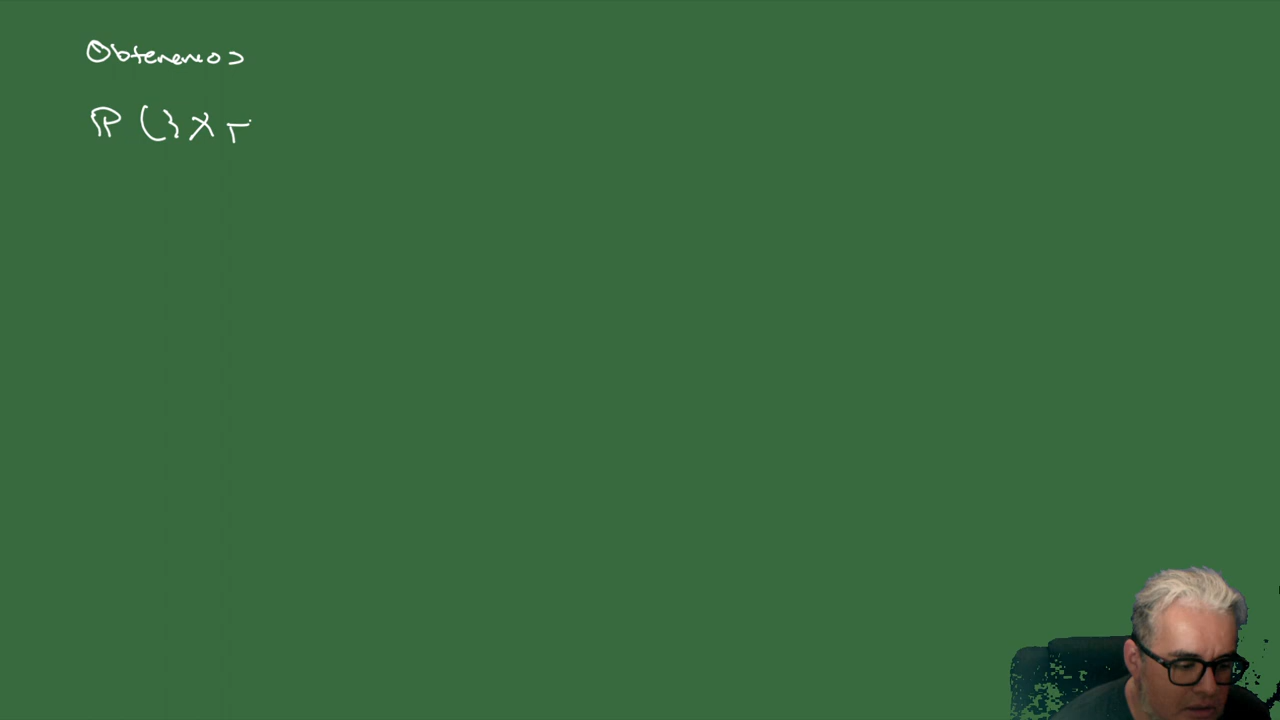 Obtenemos
ℙ ( } X